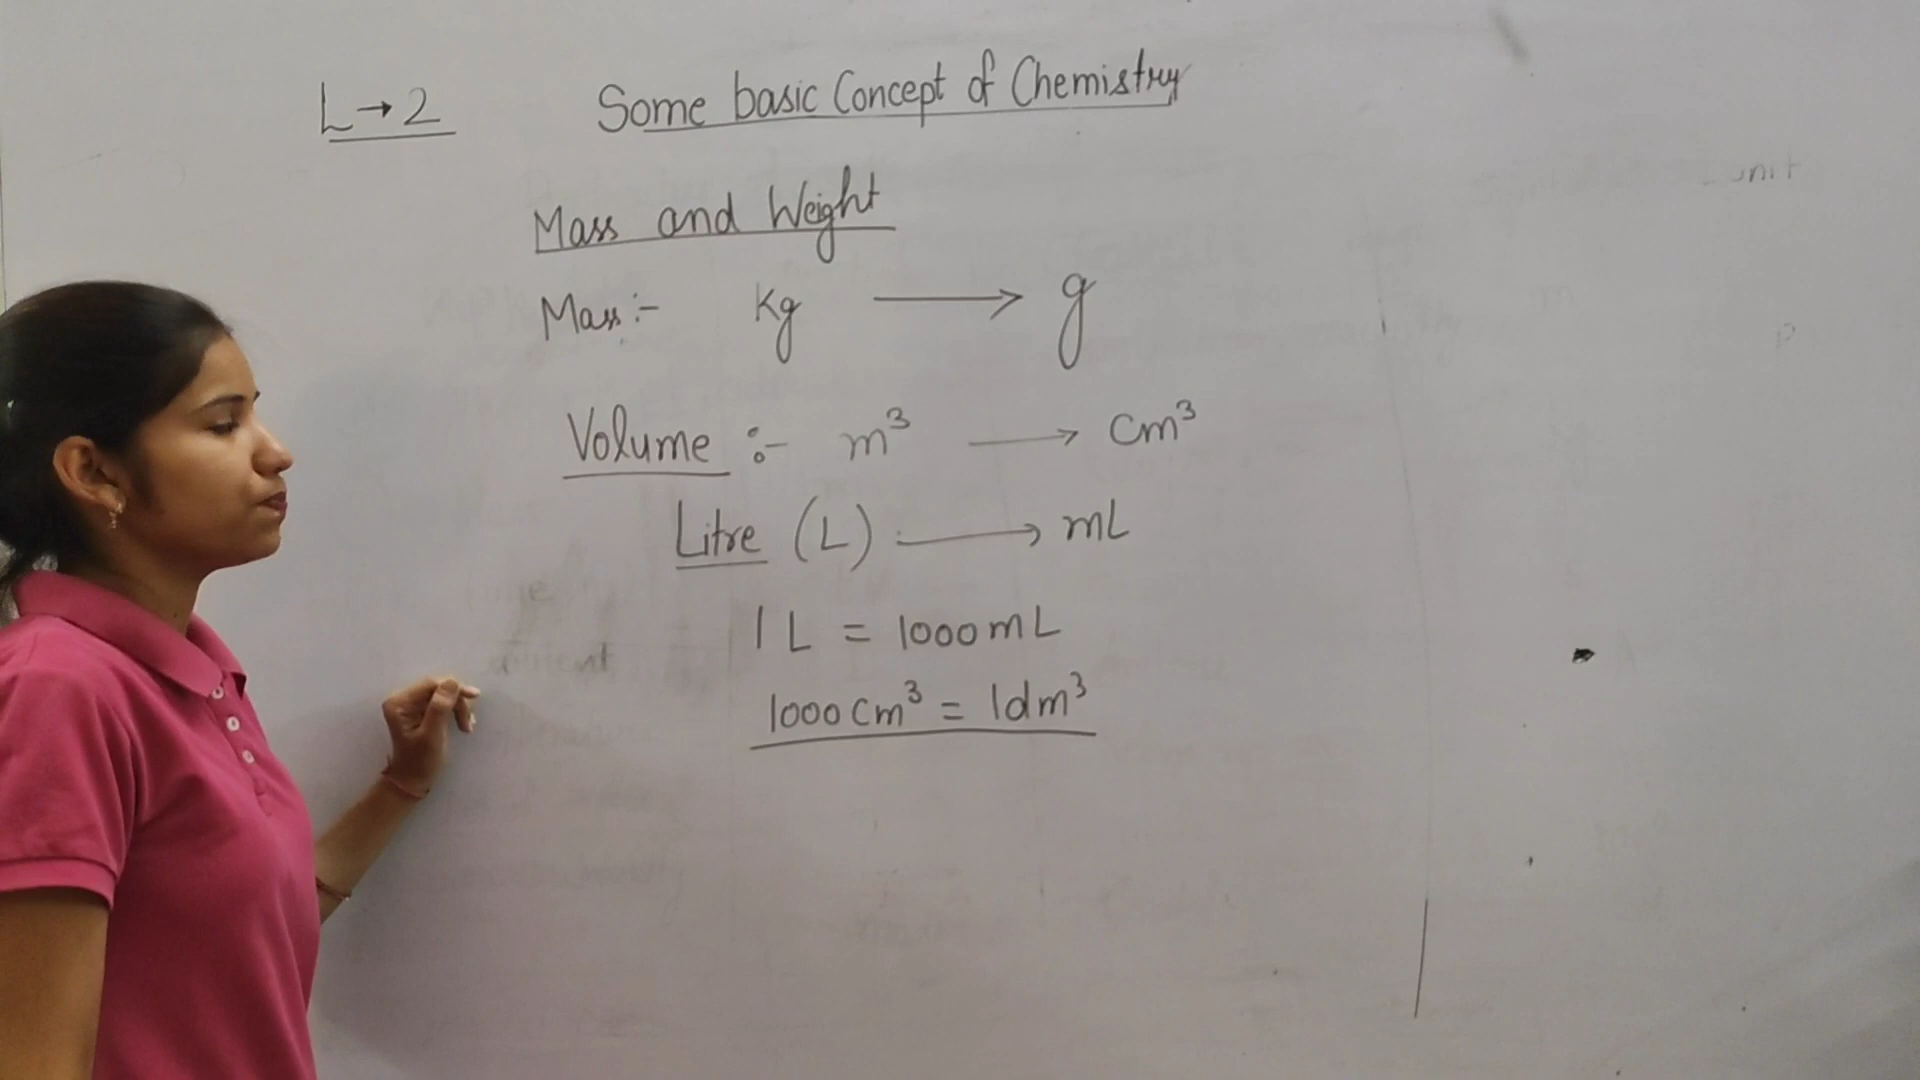 L → 2 Some basic Concept of Chemistry
Mass and Weight
Mass :- Kg ⟶ g
Volume :- m³ ⟶ Cm³
Litre (L) ⟶ mL
1 L = 1000 mL
1000 Cm³ = 1dm³
unit